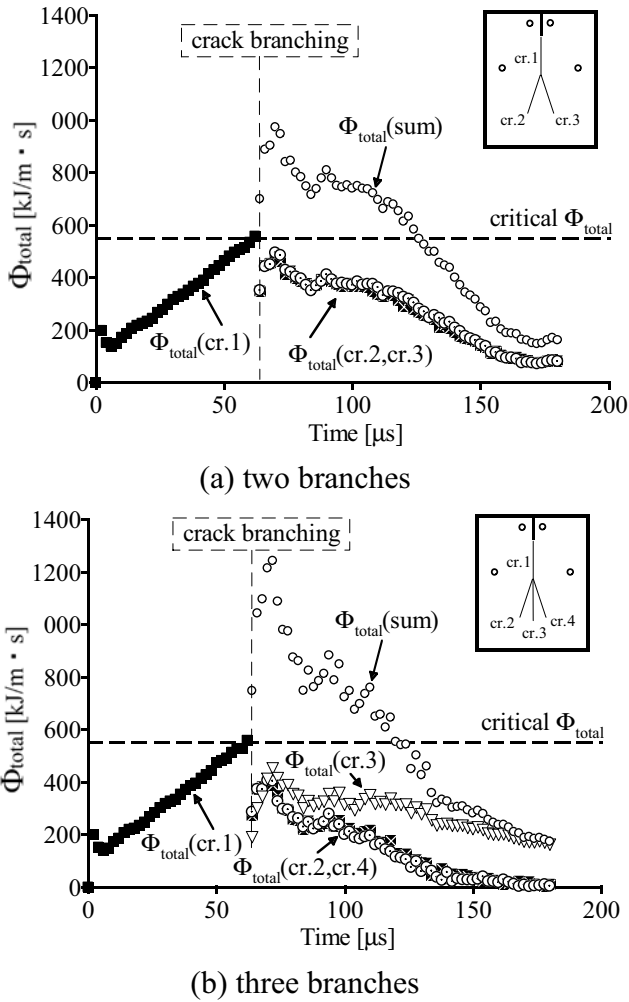 1400
1200
000
800
600
400
200
0
Φtotal [kJ/m・s]
crack branching
cr.1
cr.2
cr.3
Φtotal(sum)
critical Φtotal
Φtotal(cr.1)
Φtotal(cr.2,cr.3)
0 50 100 150 200
Time [μs]
(a) two branches
1400
1200
000
800
600
400
200
0
Φtotal [kJ/m・s]
crack branching
cr.1
cr.2
cr.3
cr.4
Φtotal(sum)
critical Φtotal
Φtotal(cr.3)
Φtotal(cr.1)
Φtotal(cr.2,cr.4)
0 50 100 150 200
Time [μs]
(b) three branches